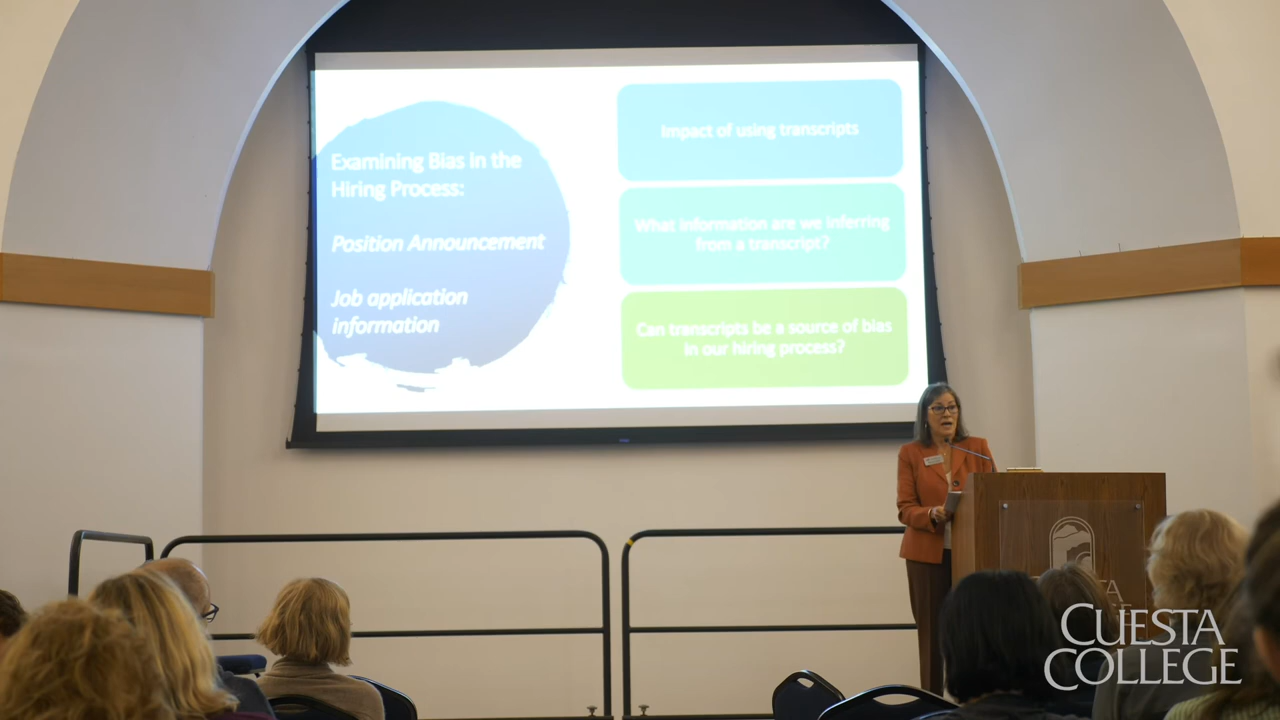 Examining Bias in the
Hiring Process:
Position Announcement
Job application
information
Impact of using transcripts
What information are we inferring
from a transcript?
Can transcripts be a source of bias
in our hiring process?
CUESTA
COLLEGE